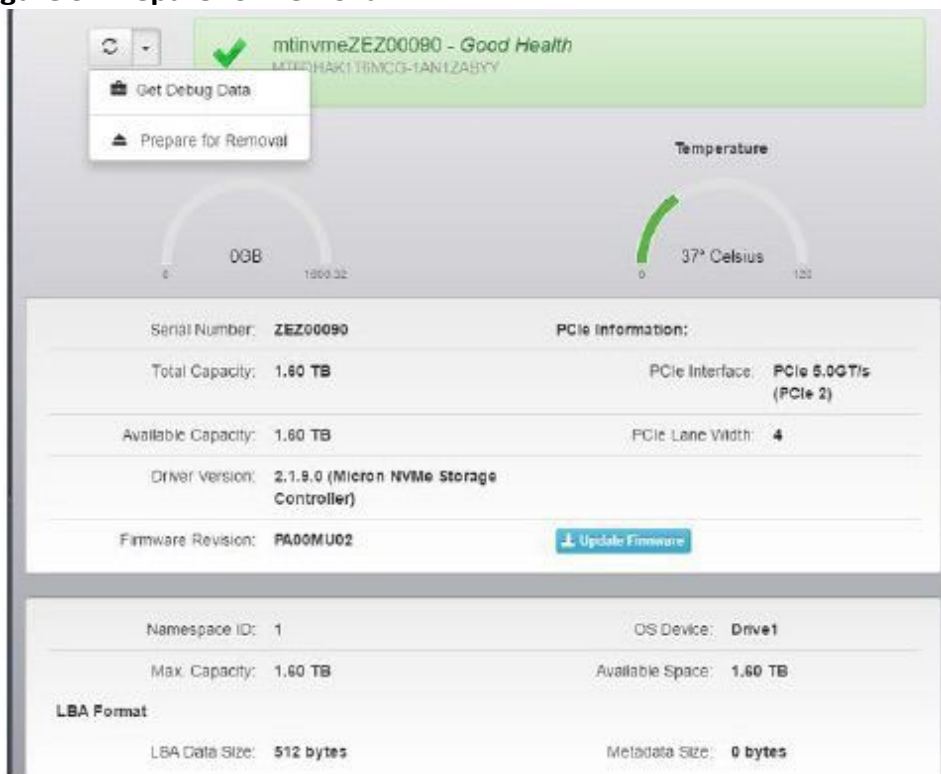 mtinvmeZEZ00090 - Good Health
Get Debug Data
Prepare for Removal
Temperature
0GB
0
1600.32
37° Celsius
0
120
Serial Number: ZEZ00090
PCIe Information:
Total Capacity: 1.60 TB
PCIe Interface: PCIe 5.0GT/s
(PCIe 2)
Available Capacity: 1.60 TB
PCIe Lane Width: 4
Driver Version: 2.1.9.0 (Micron NVMe Storage
Controller)
Firmware Revision: PA00MU02
Update Firmware
Namespace ID: 1
OS Device: Drive1
Max. Capacity: 1.60 TB
Available Space: 1.60 TB
LBA Format
LBA Data Size: 512 bytes
Metadata Size: 0 bytes